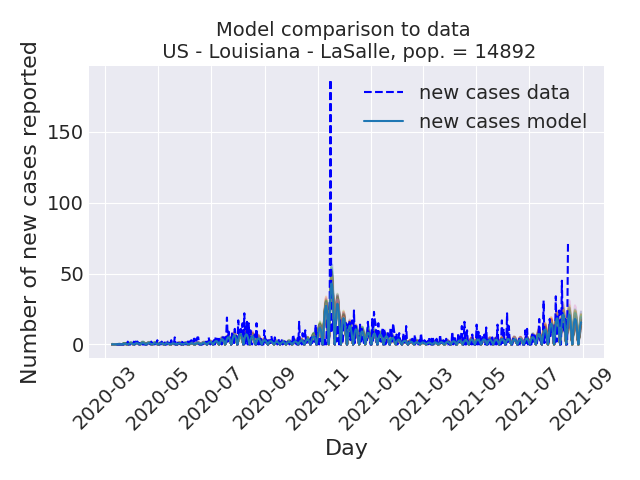 Model comparison to data
US - Louisiana - LaSalle, pop. = 14892
Number of new cases reported
150
100
50
0
new cases data
new cases model
2020-03
2020-05
2020-07
2020-09
2020-11
2021-01
2021-03
2021-05
2021-07
2021-09
Day